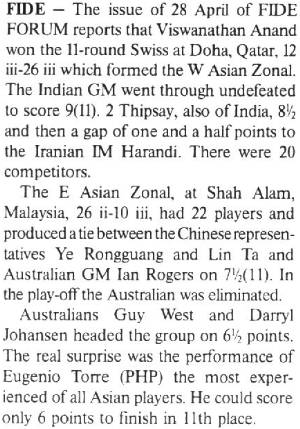 FIDE – The issue of 28 April of FIDE
FORUM reports that Viswanathan Anand
won the 11-round Swiss at Doha, Qatar, 12
iii-26 iii which formed the W Asian Zonal.
The Indian GM went through undefeated
to score 9(11). 2 Thipsay, also of India, 8½
and then a gap of one and a half points to
the Iranian IM Harandi. There were 20
competitors.
The E Asian Zonal, at Shah Alam,
Malaysia, 26 ii-10 iii, had 22 players and
produced a tie between the Chinese represen-
tatives Ye Rongguang and Lin Ta and
Australian GM Ian Rogers on 7½(11). In
the play-off the Australian was eliminated.
Australians Guy West and Darryl
Johansen headed the group on 6½ points.
The real surprise was the performance of
Eugenio Torre (PHP) the most exper-
ienced of all Asian players. He could score
only 6 points to finish in 11th place.